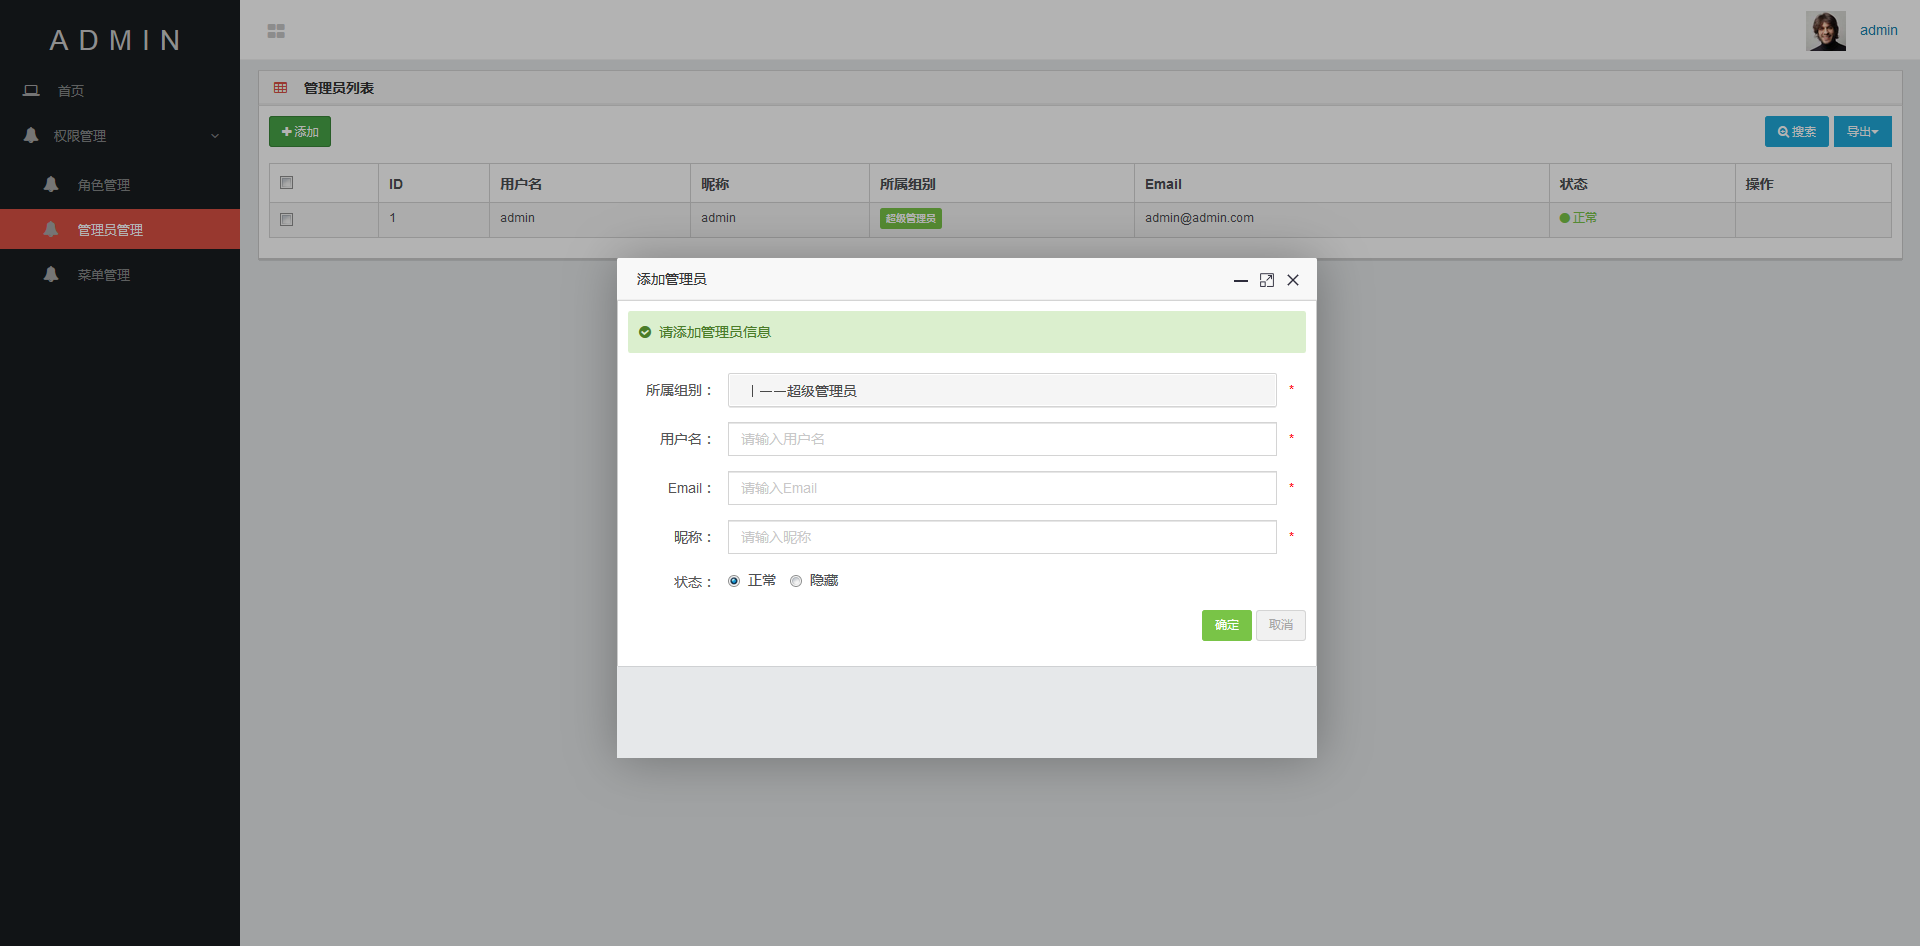 ADMIN
首页
权限管理
角色管理
管理员管理
菜单管理
admin
管理员列表
添加
搜索 导出
ID 用户名 昵称 所属组别 Email 状态 操作
1 admin admin 超级管理员 admin@admin.com 正常
添加管理员
请添加管理员信息
所属组别： 丨——超级管理员 *
用户名： 请输入用户名 *
Email： 请输入Email *
昵称： 请输入昵称 *
状态： 正常 隐藏
确定 取消